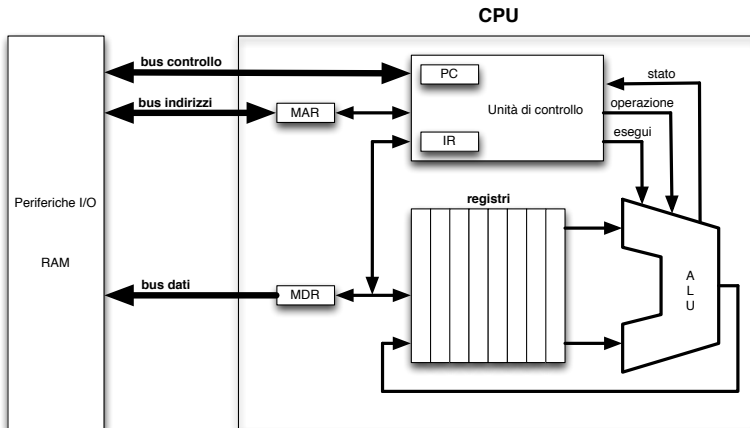 CPU
bus controllo
PC
stato
bus indirizzi
MAR
Unità di controllo
operazione
IR
esegui
Periferiche I/O
RAM
registri
bus dati
MDR
A
L
U